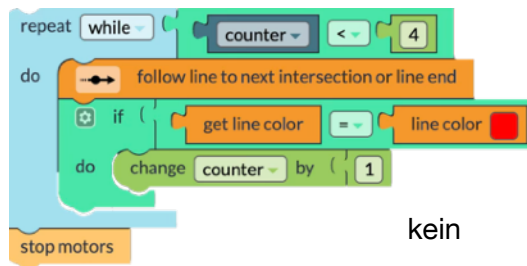 repeat while counter < 4
do follow line to next intersection or line end
if get line color = line color
do change counter by 1
kein
stop motors